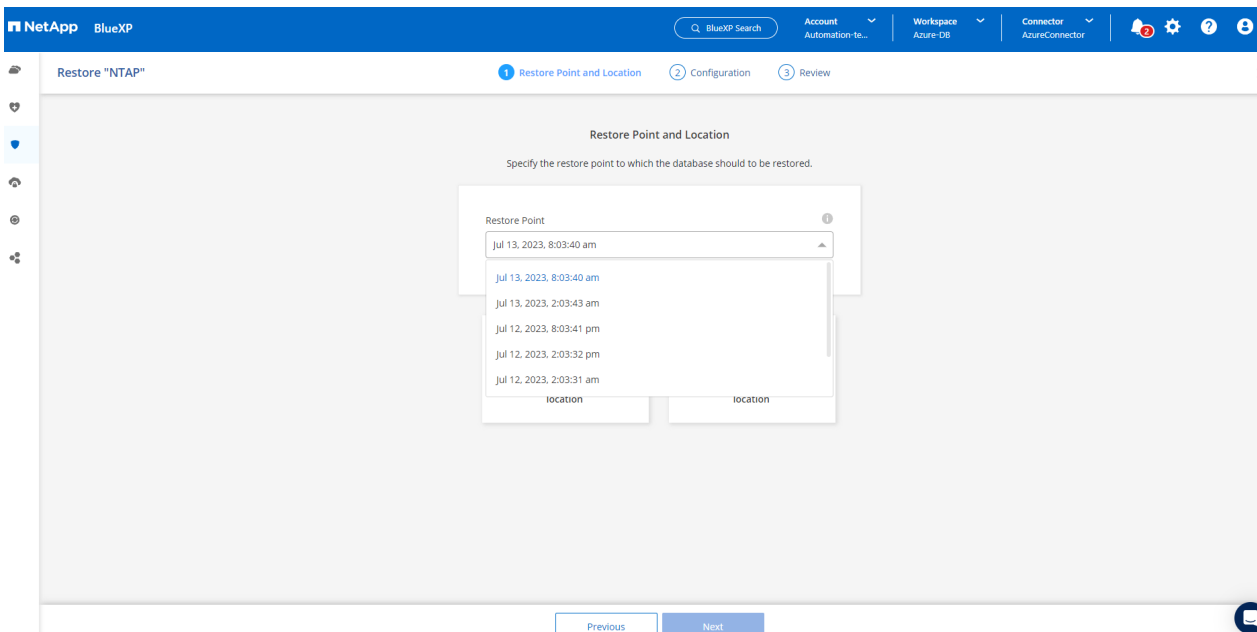 NetApp BlueXP
BlueXP Search
Account
Automation-te...
Workspace
Azure-DB
Connector
AzureConnector
2
Restore "NTAP"
1 Restore Point and Location
2 Configuration
3 Review
Restore Point and Location
Specify the restore point to which the database should to be restored.
Restore Point
Jul 13, 2023, 8:03:40 am
Jul 13, 2023, 8:03:40 am
Jul 13, 2023, 2:03:43 am
Jul 12, 2023, 8:03:41 pm
Jul 12, 2023, 2:03:32 pm
Jul 12, 2023, 2:03:31 am
location
location
Previous
Next